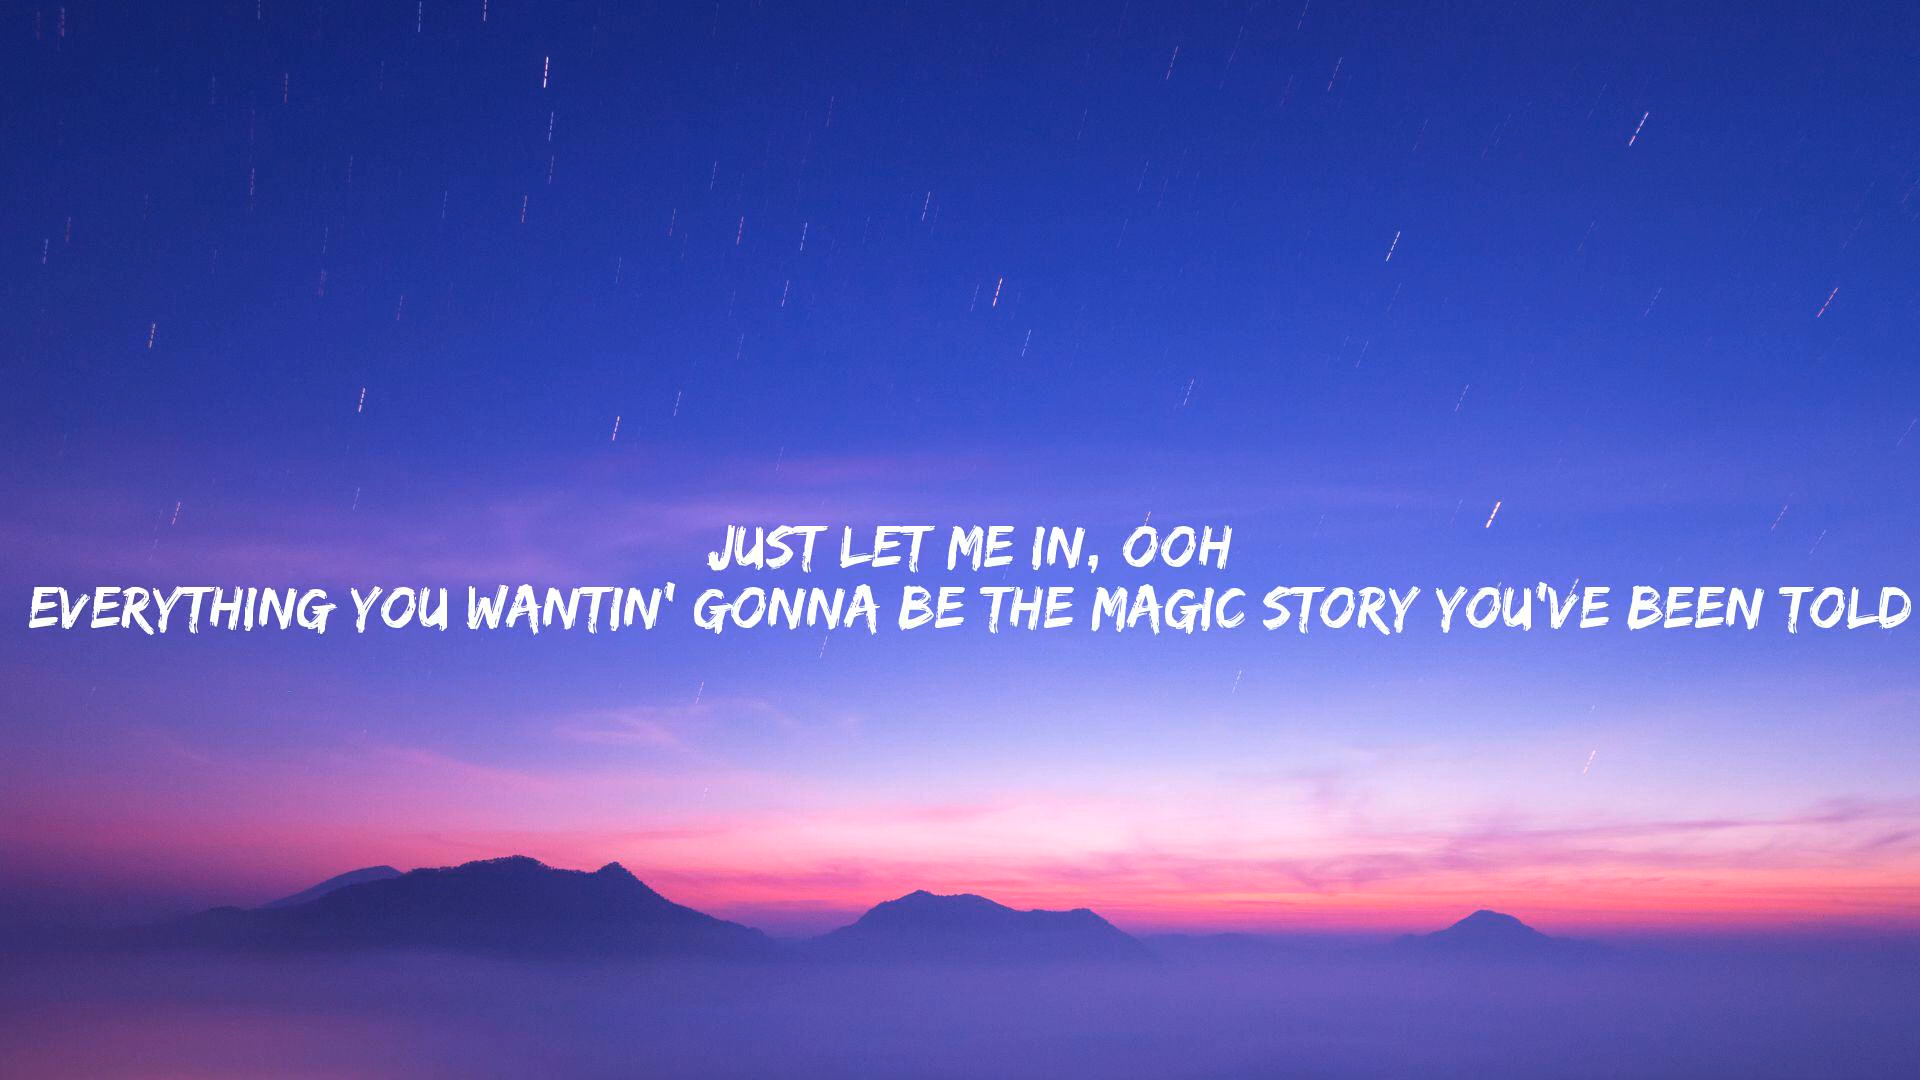 JUST LET ME IN, OOH
EVERYTHING YOU WANTIN' GONNA BE THE MAGIC STORY YOU'VE BEEN TOLD